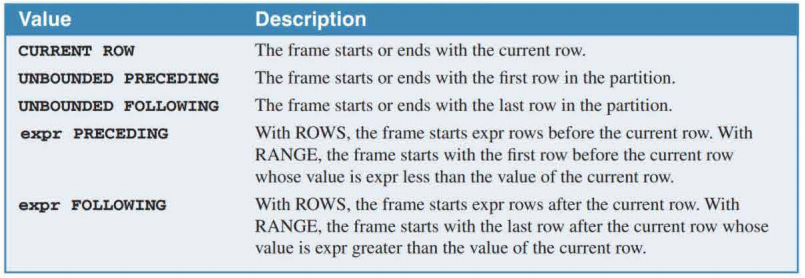 Value Description
CURRENT ROW The frame starts or ends with the current row.
UNBOUNDED PRECEDING The frame starts or ends with the first row in the partition.
UNBOUNDED FOLLOWING The frame starts or ends with the last row in the partition.
expr PRECEDING With ROWS, the frame starts expr rows before the current row. With
RANGE, the frame starts with the first row before the current row
whose value is expr less than the value of the current row.
expr FOLLOWING With ROWS, the frame starts expr rows after the current row. With
RANGE, the frame starts with the last row after the current row whose
value is expr greater than the value of the current row.